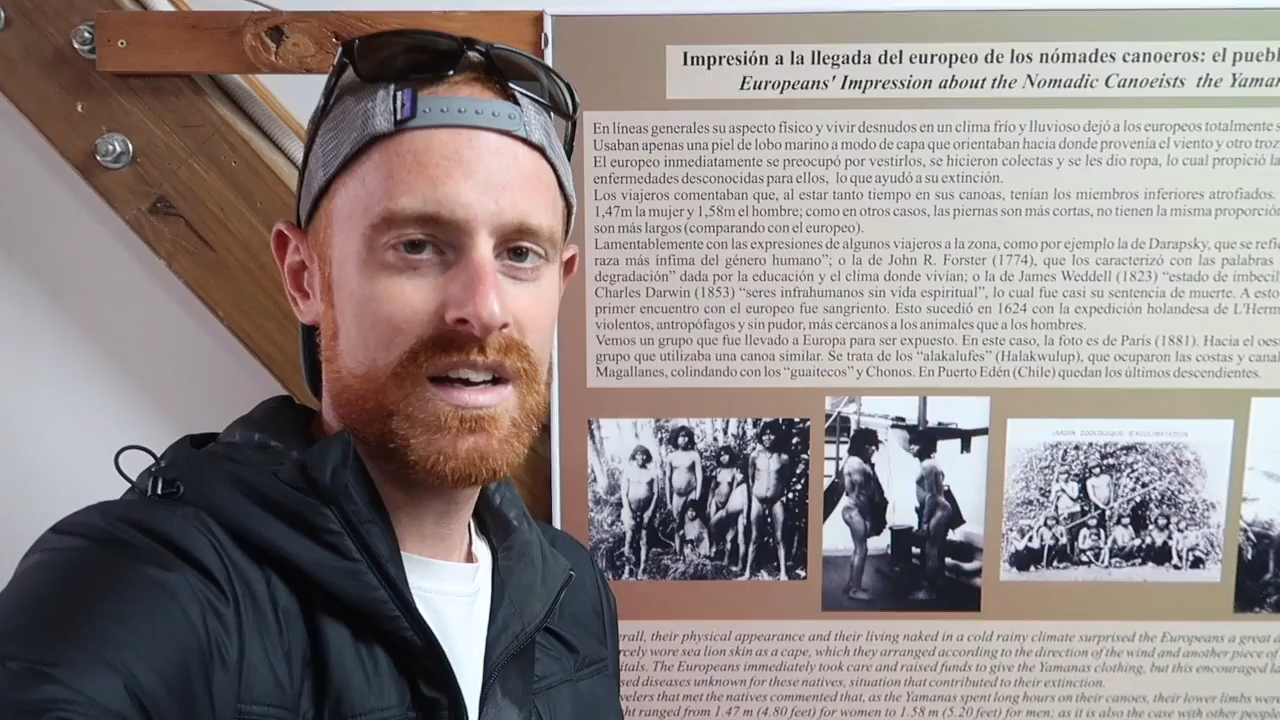 Impresión a la llegada del europeo de los nómades canoeros: el puebl
Europeans' Impression about the Nomadic Canoeists the Yaman
En líneas generales su aspecto físico y vivir desnudos en un clima frío y lluvioso dejó a los europeos totalmente
Usaban apenas una piel de lobo marino a modo de capa que orientaban hacia donde provenía el viento y otro troz
El europeo inmediatamente se preocupó por vestirlos, se hicieron colectas y se les dio ropa, lo cual propició la
enfermedades desconocidas para ellos, lo que ayudó a su extinción.
Los viajeros comentaban que, al estar tanto tiempo en sus canoas, tenían los miembros inferiores atrofiados.
1,47m la mujer y 1,58m el hombre; como en otros casos, las piernas son más cortas, no tienen la misma proporció
son más largos (comparando con el europeo).
Lamentablemente con las expresiones de algunos viajeros a la zona, como por ejemplo la de Darapsky, que se refi
raza más ínfima del género humano"; o la de John R. Forster (1774), que los caracterizó con las palabras
degradación" dada por la educación y el clima donde vivían; o la de James Weddell (1823) "estado de imbecil
Charles Darwin (1853) "seres infrahumanos sin vida espiritual", lo cual fue casi su sentencia de muerte. A esto
primer encuentro con el europeo fue sangriento. Esto sucedió en 1624 con la expedición holandesa de L'Herm
violentos, antropófagos y sin pudor, más cercanos a los animales que a los hombres.
Vemos un grupo que fue llevado a Europa para ser expuesto. En este caso, la foto es de París (1881). Hacia el oest
grupo que utilizaba una canoa similar. Se trata de los "alakalufes" (Halakwulup), que ocuparon las costas y canal
Magallanes, colindando con los "guaitecos" y Chonos. En Puerto Edén (Chile) quedan los últimos descendientes.
JARDIN ZOOLOGIQUE D'ACCLIMATATION
erall, their physical appearance and their living naked in a cold rainy climate surprised the Europeans a great d
rcely wore sea lion skin as a cape, which they arranged according to the direction of the wind and another piece of
itals. The Europeans immediately took care and raised funds to give the Yamanas clothing, but this encouraged la
sed diseases unknown for these natives, situation that contributed to their extinction.
velers that met the natives commented that, as the Yamanas spent long hours on their canoes, their lower limbs were
ht ranged from 1.47 m (4.80 feet) for women to 1.58 m (5.20 feet) for men; as it is also the case with other people